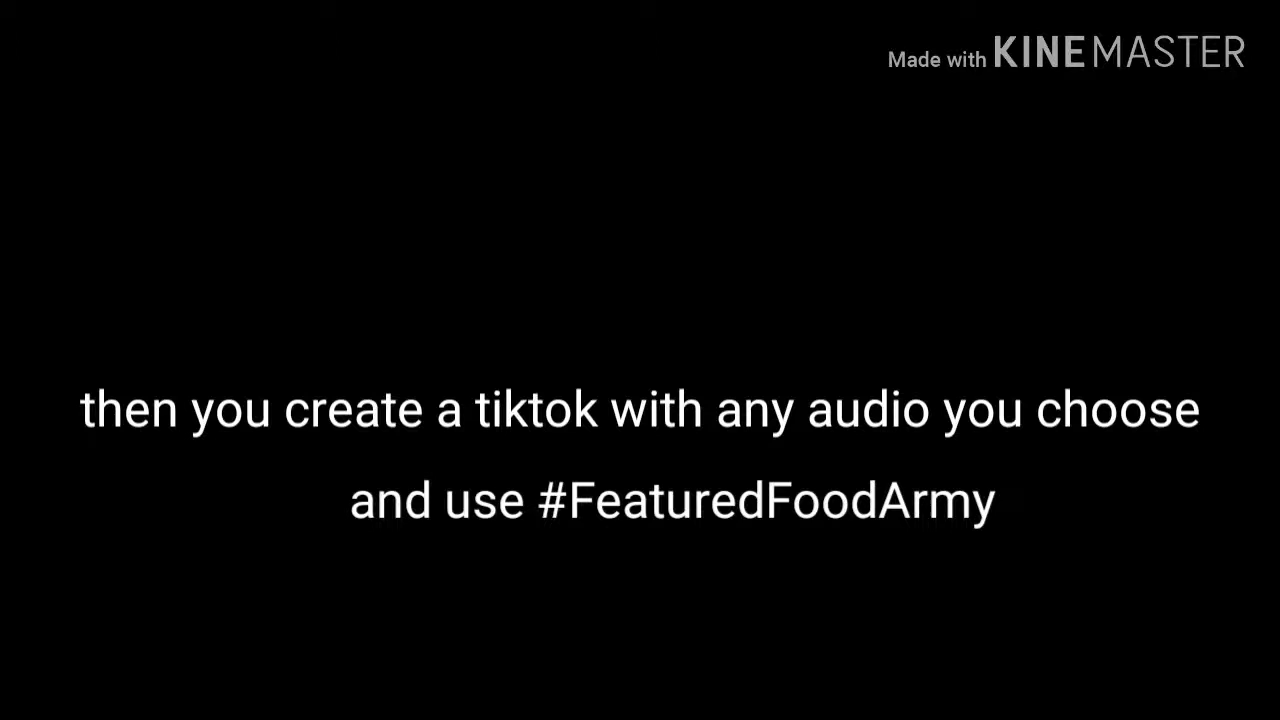 Made with KINEMASTER
then you create a tiktok with any audio you choose
and use #FeaturedFoodArmy